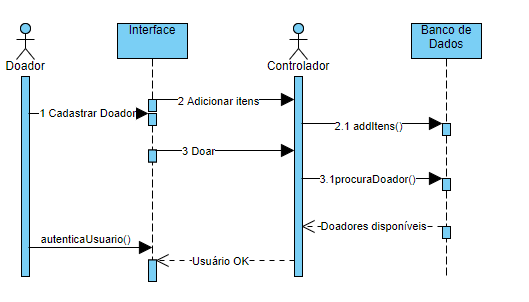 Interface
Banco de
Dados
Doador
Controlador
2 Adicionar itens
1 Cadastrar Doador
2.1 addItens()
3 Doar
3.1procuraDoador()
Doadores disponíveis
autenticaUsuario()
Usuário OK